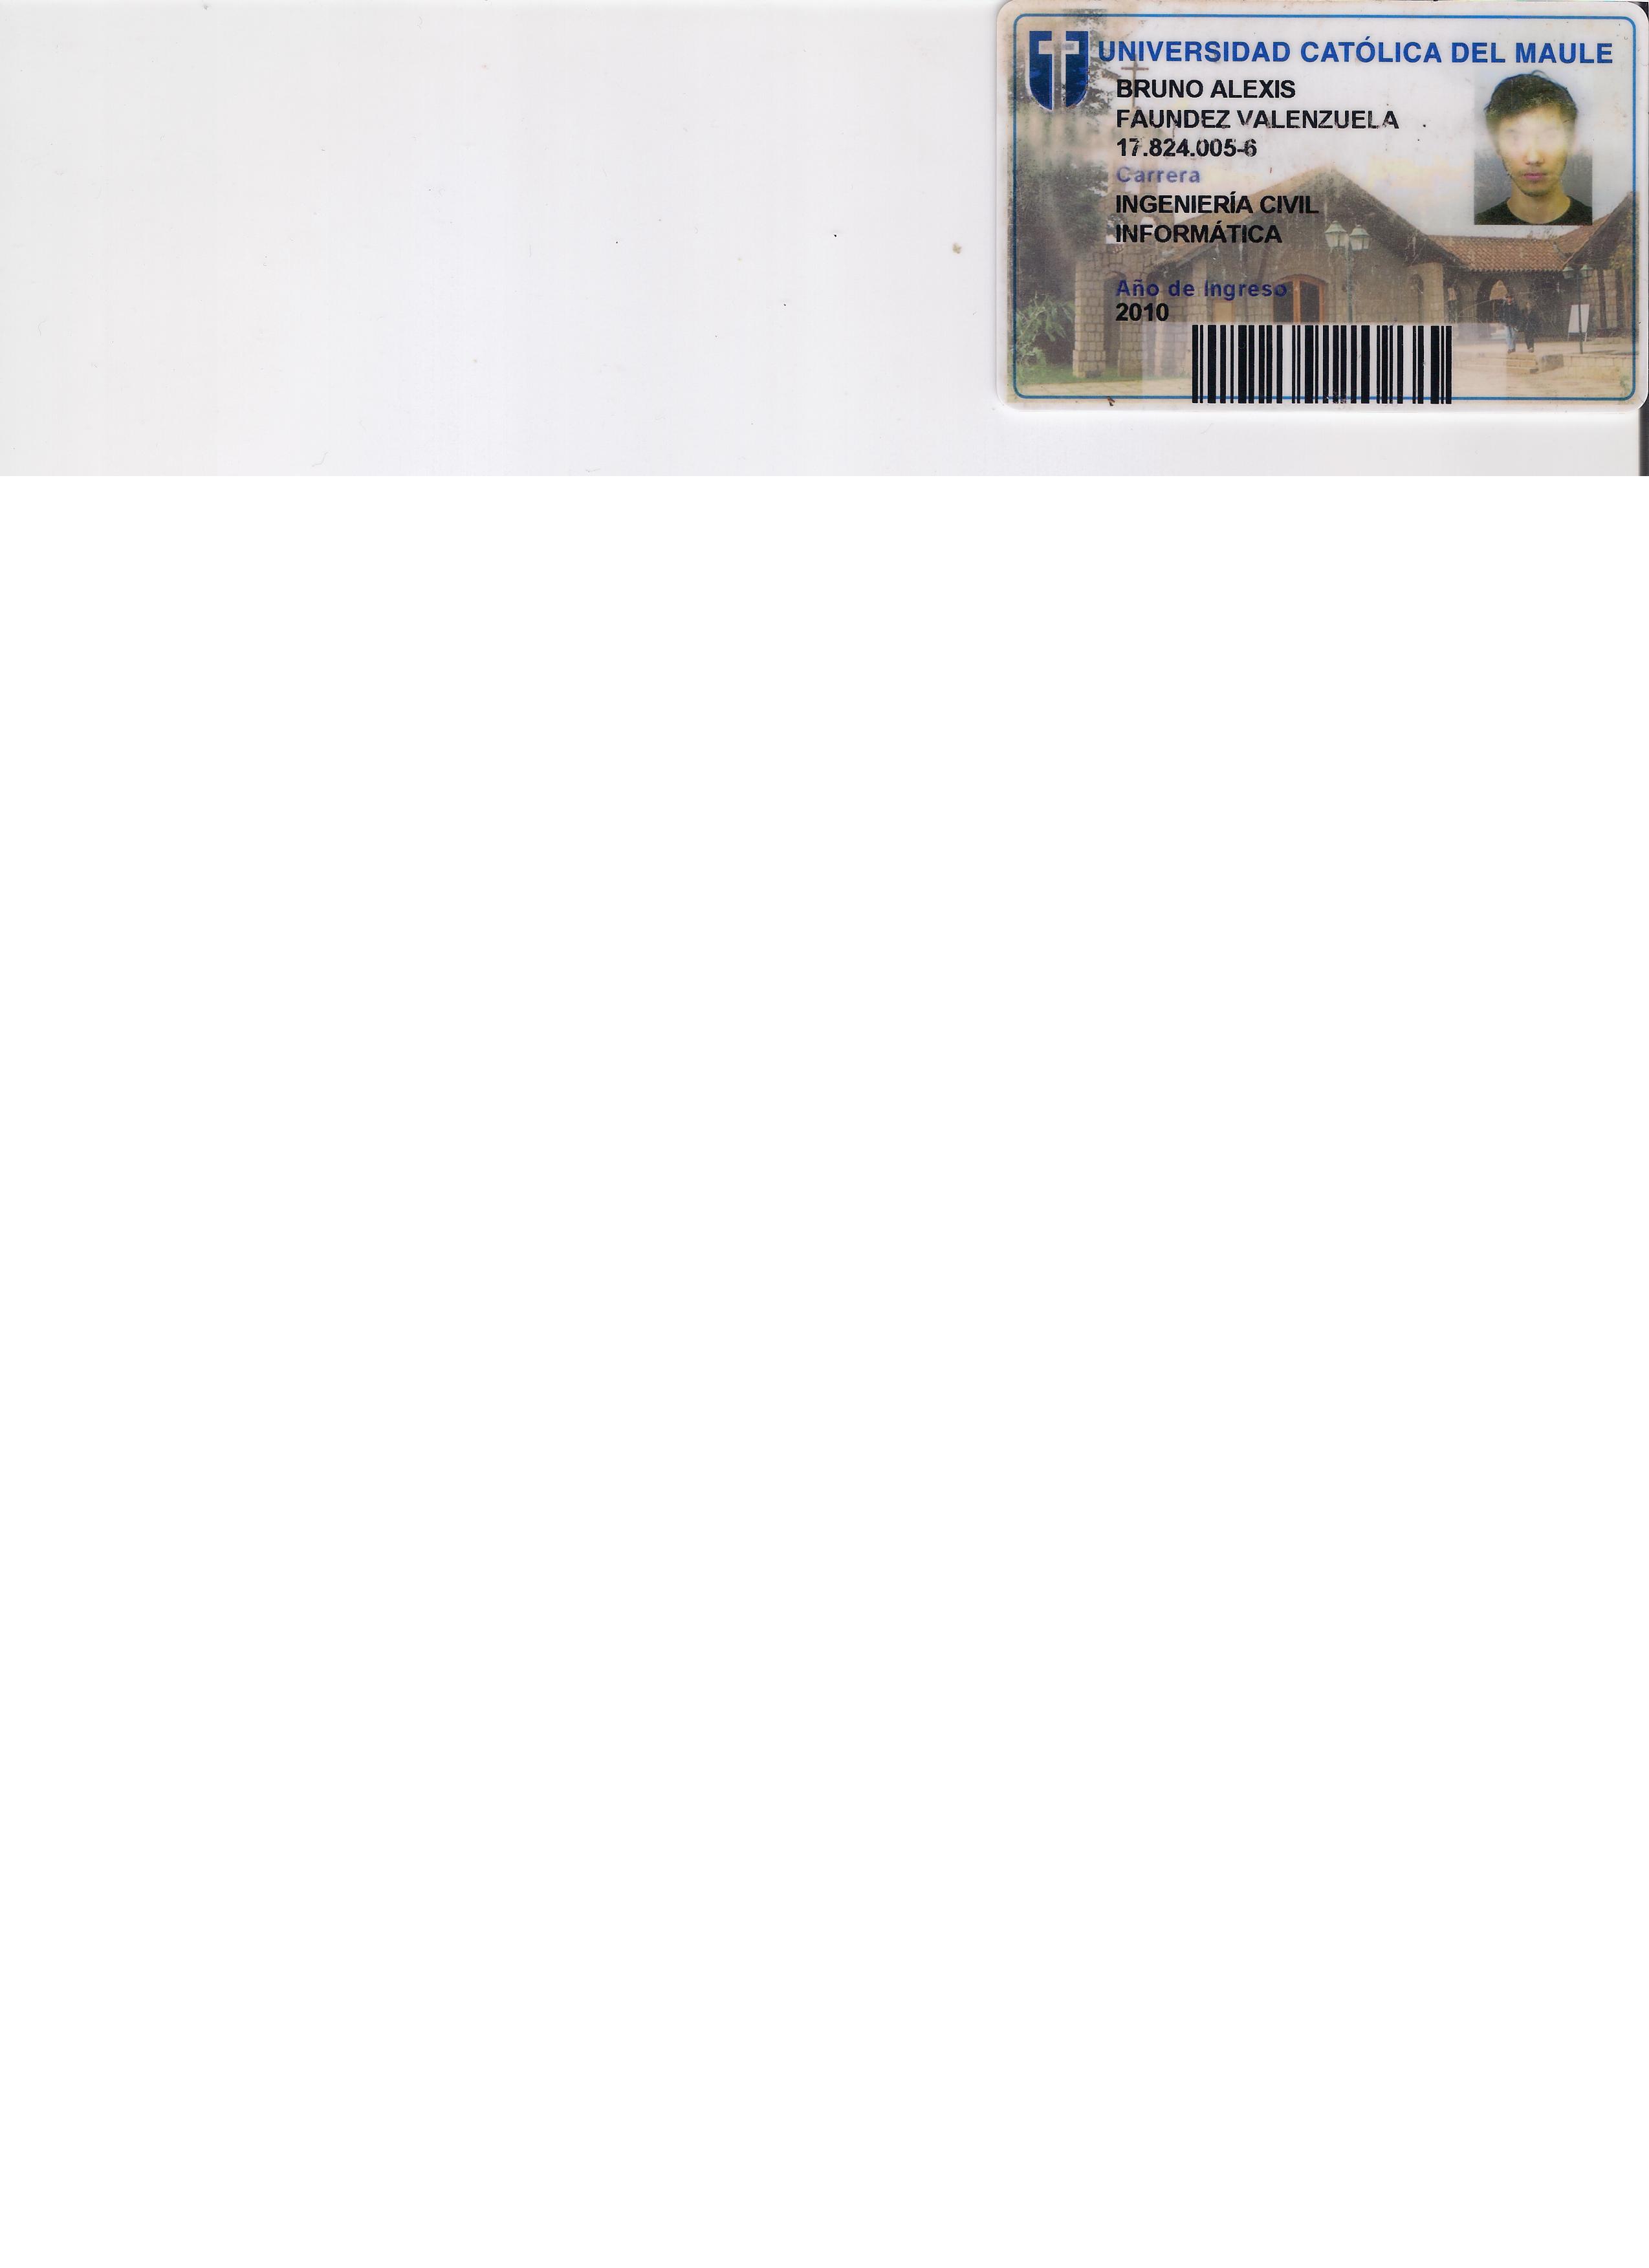 UNIVERSIDAD CATÓLICA DEL MAULE
BRUNO ALEXIS
FAUNDEZ VALENZUELA
17.824.005-6
Carrera
INGENIERÍA CIVIL
INFORMÁTICA
Año de Ingreso
2010